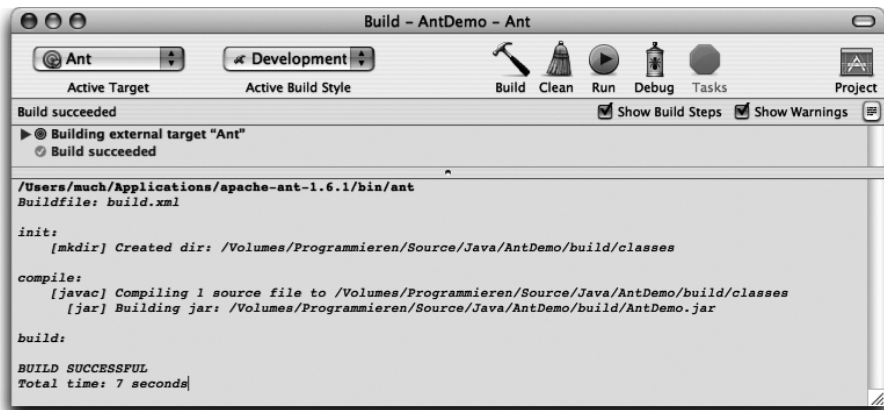 Build – AntDemo – Ant
Ant
Development
Active Target
Active Build Style
Build
Clean
Run
Debug
Tasks
Project
Build succeeded
Show Build Steps
Show Warnings
Building external target “Ant”
Build succeeded
/Users/much/Applications/apache-ant-1.6.1/bin/ant
Buildfile: build.xml
init:
[mkdir] Created dir: /Volumes/Programmieren/Source/Java/AntDemo/build/classes
compile:
[javac] Compiling 1 source file to /Volumes/Programmieren/Source/Java/AntDemo/build/classes
[jar] Building jar: /Volumes/Programmieren/Source/Java/AntDemo/build/AntDemo.jar
build:
BUILD SUCCESSFUL
Total time: 7 seconds